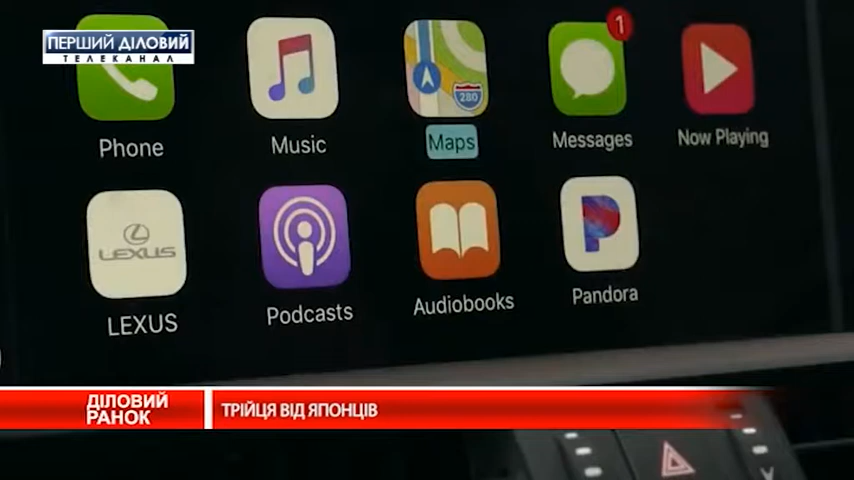 ПЕРШИЙ ДІЛОВИЙ
ТЕЛЕКАНАЛ
1
280
Phone
Music
Maps
Messages
Now Playing
LEXUS
LEXUS
Podcasts
Audiobooks
Pandora
ДІЛОВИЙ
РАНОК
ТРІЙЦЯ ВІД ЯПОНЦІВ